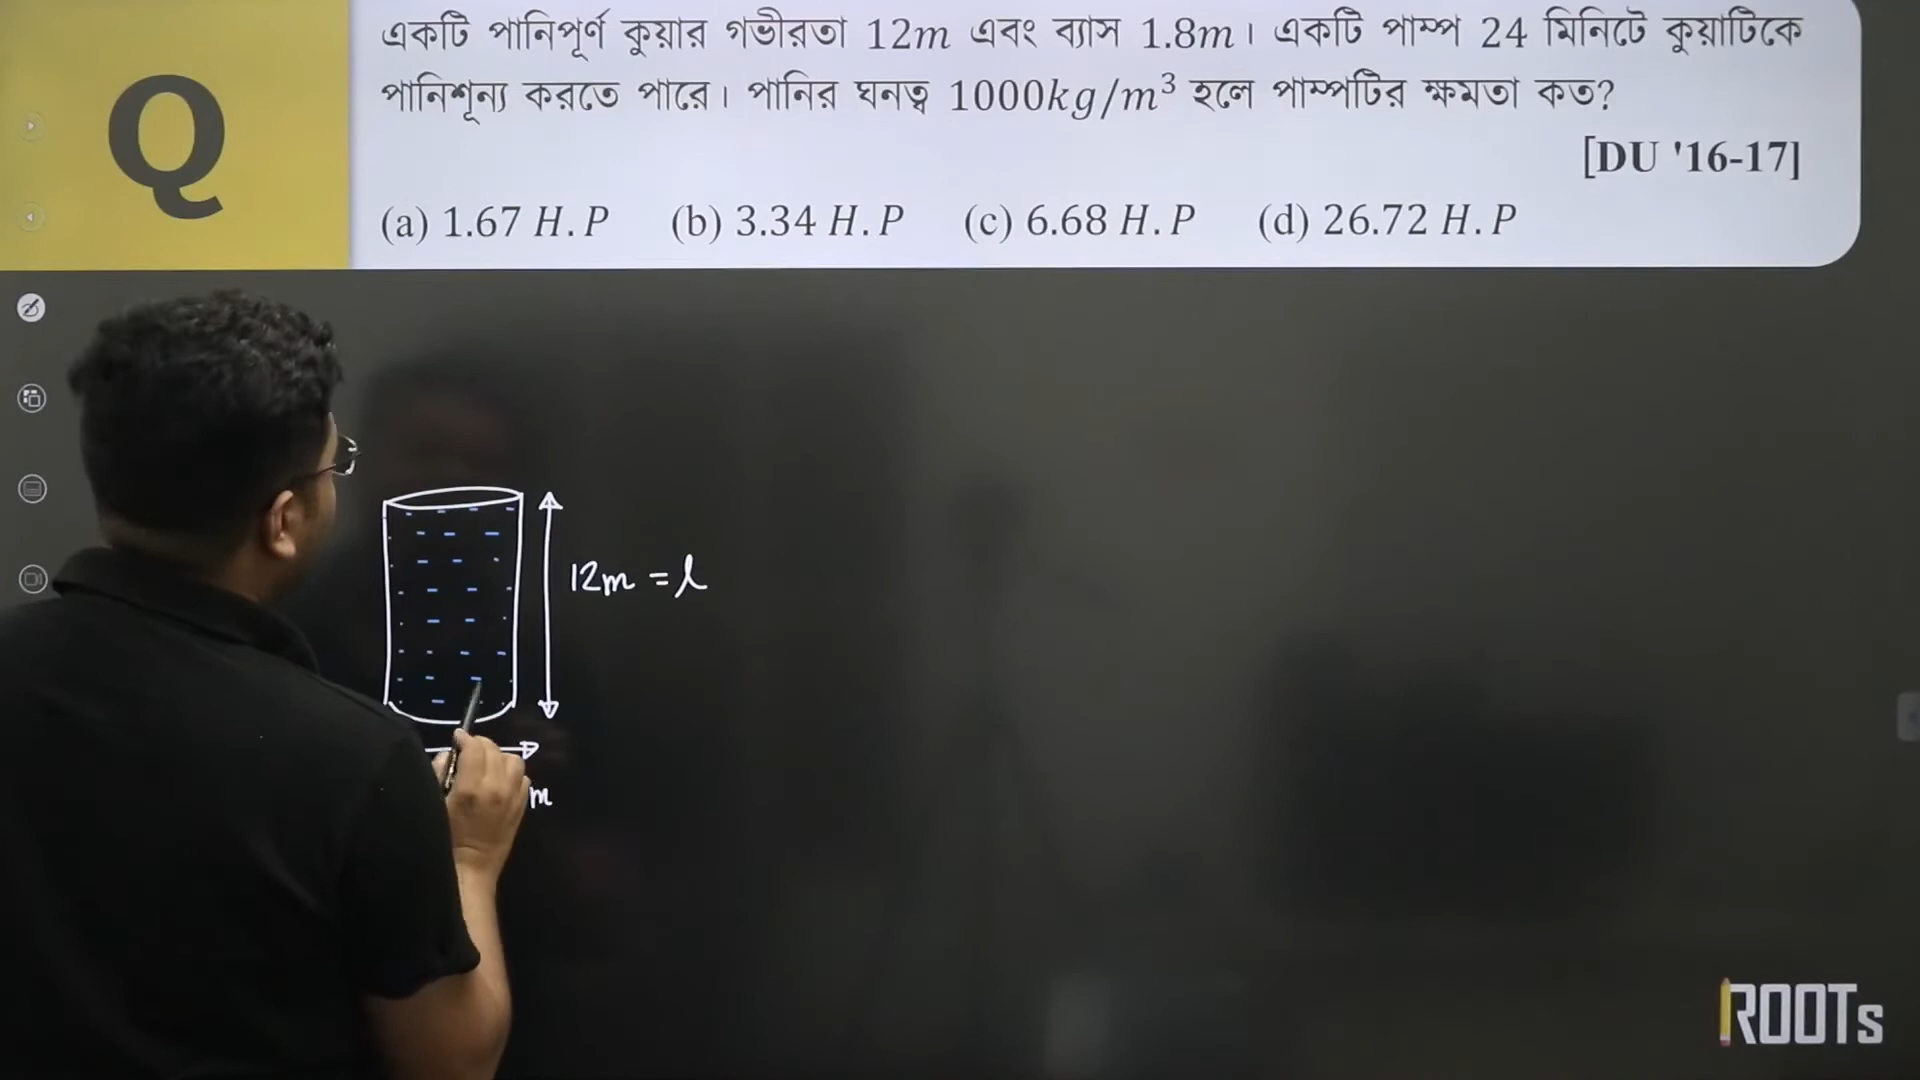 Q
একটি পানিপূর্ণ কুয়ার গভীরতা 12m এবং ব্যাস 1.8m। একটি পাম্প 24 মিনিটে কুয়াটিকে
পানিশূন্য করতে পারে। পানির ঘনত্ব 1000kg/m³ হলে পাম্পটির ক্ষমতা কত?
[DU '16-17]
(a) 1.67 H.P (b) 3.34 H.P (c) 6.68 H.P (d) 26.72 H.P
12m = l
m
ROOTs